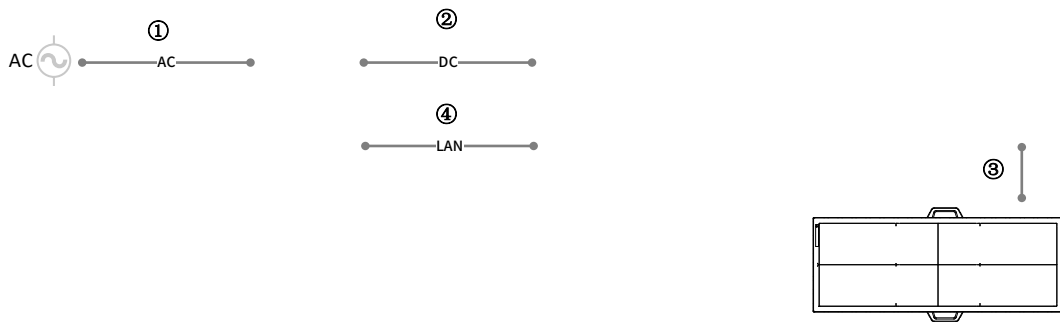 ① ②
AC AC DC
④
LAN
③